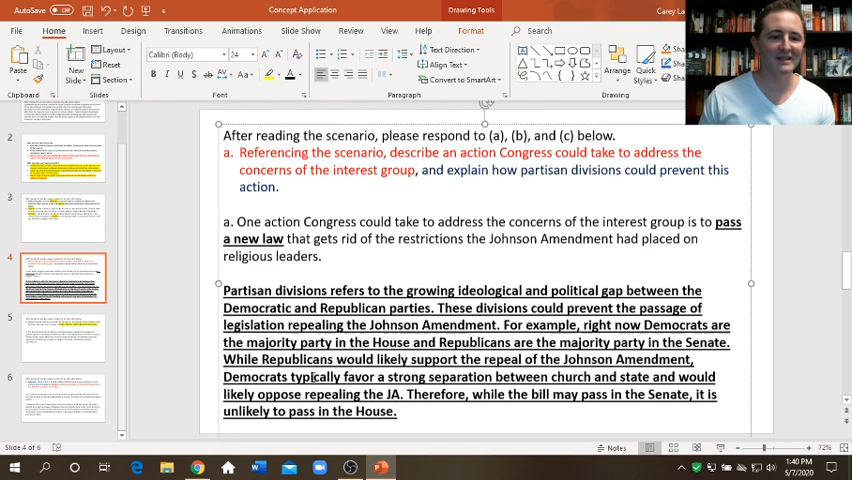 AutoSave Off
Concept Application
Drawing Tools
Carey La
File Home Insert Draw Design Transitions Animations Slide Show Review View Help Format Search
Paste
New
Slide
Layout
Reset
Section
Calibri (Body)
24
Text Direction
Align Text
Convert to SmartArt
Arrange
Quick
Styles
Clipboard
Slides
Font
Paragraph
Drawing
2
3
4
5
6
After reading the scenario, please respond to (a), (b), and (c) below.
a. Referencing the scenario, describe an action Congress could take to address the
concerns of the interest group, and explain how partisan divisions could prevent this
action.
a. One action Congress could take to address the concerns of the interest group is to pass
a new law that gets rid of the restrictions the Johnson Amendment had placed on
religious leaders.
Partisan divisions refers to the growing ideological and political gap between the
Democratic and Republican parties. These divisions could prevent the passage of
legislation repealing the Johnson Amendment. For example, right now Democrats are
the majority party in the House and Republicans are the majority party in the Senate.
While Republicans would likely support the repeal of the Johnson Amendment,
Democrats typically favor a strong separation between church and state and would
likely oppose repealing the JA. Therefore, while the bill may pass in the Senate, it is
unlikely to pass in the House.
Slide 4 of 6
Notes
72%
1:40 PM
5/7/2020